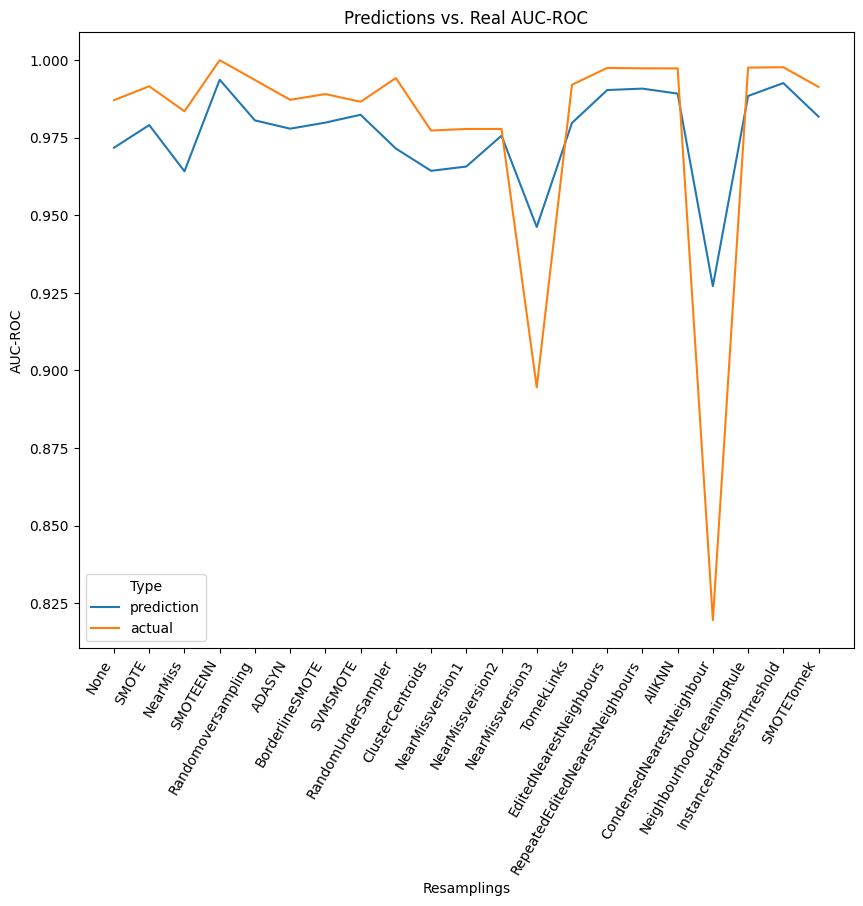 Predictions vs. Real AUC-ROC
AUC-ROC
1.000
0.975
0.950
0.925
0.900
0.875
0.850
0.825
Type
prediction
actual
None
SMOTE
NearMiss
SMOTEENN
Randomoversampling
ADASYN
BorderlineSMOTE
SVMSMOTE
RandomUnderSampler
ClusterCentroids
NearMissversion1
NearMissversion2
NearMissversion3
TomekLinks
EditedNearestNeighbours
RepeatedEditedNearestNeighbours
AllKNN
CondensedNearestNeighbour
NeighbourhoodCleaningRule
InstanceHardnessThreshold
SMOTETomek
Resamplings